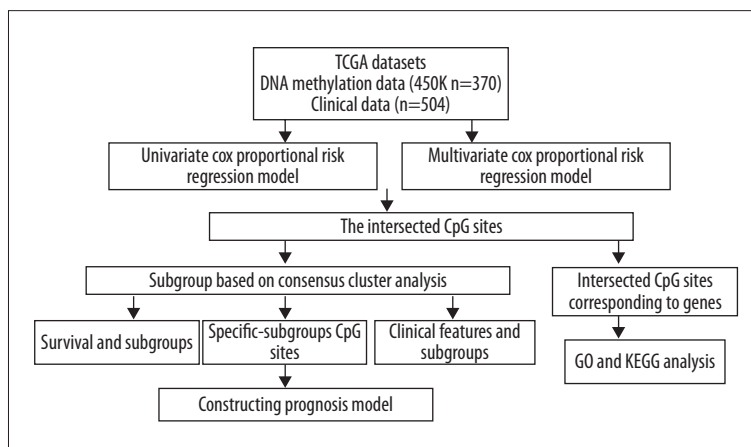 TCGA datasets
DNA methylation data (450K n=370)
Clinical data (n=504)
Univariate cox proportional risk
regression model
Multivariate cox proportional risk
regression model
The intersected CpG sites
Subgroup based on consensus cluster analysis
Intersected CpG sites
corresponding to genes
Survival and subgroups
Specific-subgroups CpG
sites
Clinical features and
subgroups
GO and KEGG analysis
Constructing prognosis model